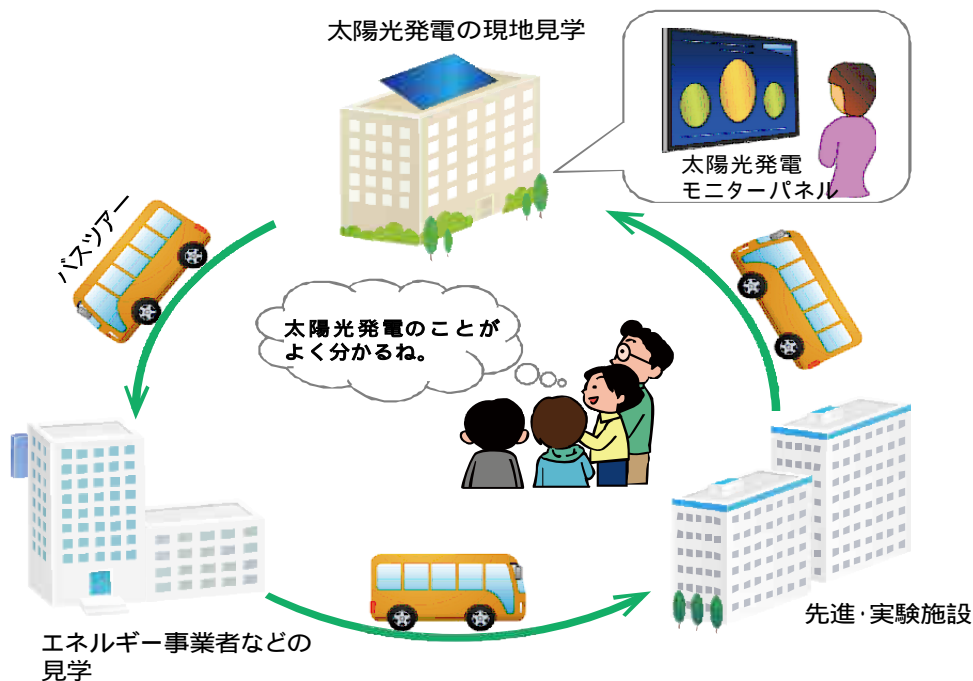 太陽光発電の現地見学
太陽光発電
モニターパネル
バスツアー
太陽光発電のことが
よく分かるね。
エネルギー事業者などの
見学
先進・実験施設